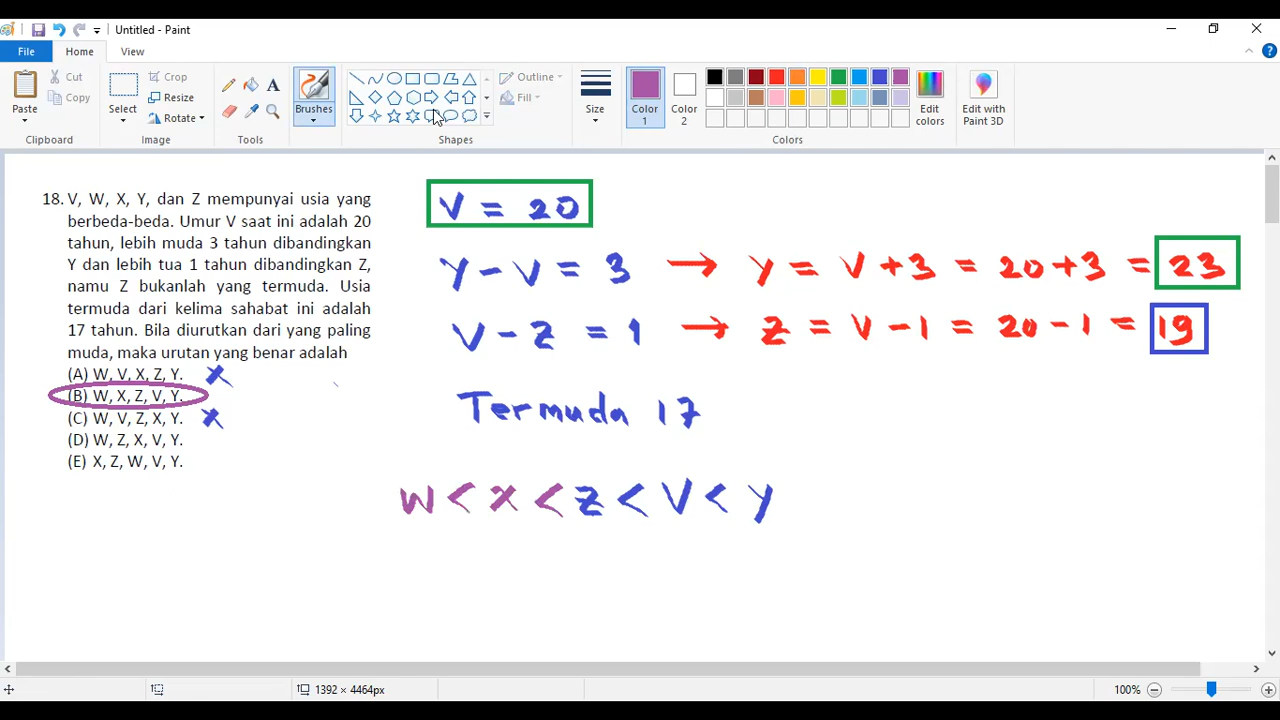 Untitled - Paint
File Home View
Paste
Cut
Copy
Clipboard
Select
Crop
Resize
Rotate
Image
A
Tools
Brushes
Outline
Fill
Shapes
Size
Color 1
Color 2
Edit colors
Edit with Paint 3D
Colors
18. V, W, X, Y, dan Z mempunyai usia yang
berbeda-beda. Umur V saat ini adalah 20
tahun, lebih muda 3 tahun dibandingkan
Y dan lebih tua 1 tahun dibandingkan Z,
namu Z bukanlah yang termuda. Usia
termuda dari kelima sahabat ini adalah
17 tahun. Bila diurutkan dari yang paling
muda, maka urutan yang benar adalah
(A) W, V, X, Z, Y. X
(B) W, X, Z, V, Y.
(C) W, V, Z, X, Y. X
(D) W, Z, X, V, Y.
(E) X, Z, W, V, Y.
V = 20
Y - V = 3 → Y = V + 3 = 20 + 3 = 23
V - Z = 1 → Z = V - 1 = 20 - 1 = 19
Termuda 17
W < X < Z < V < Y
1392 × 4464px
100%